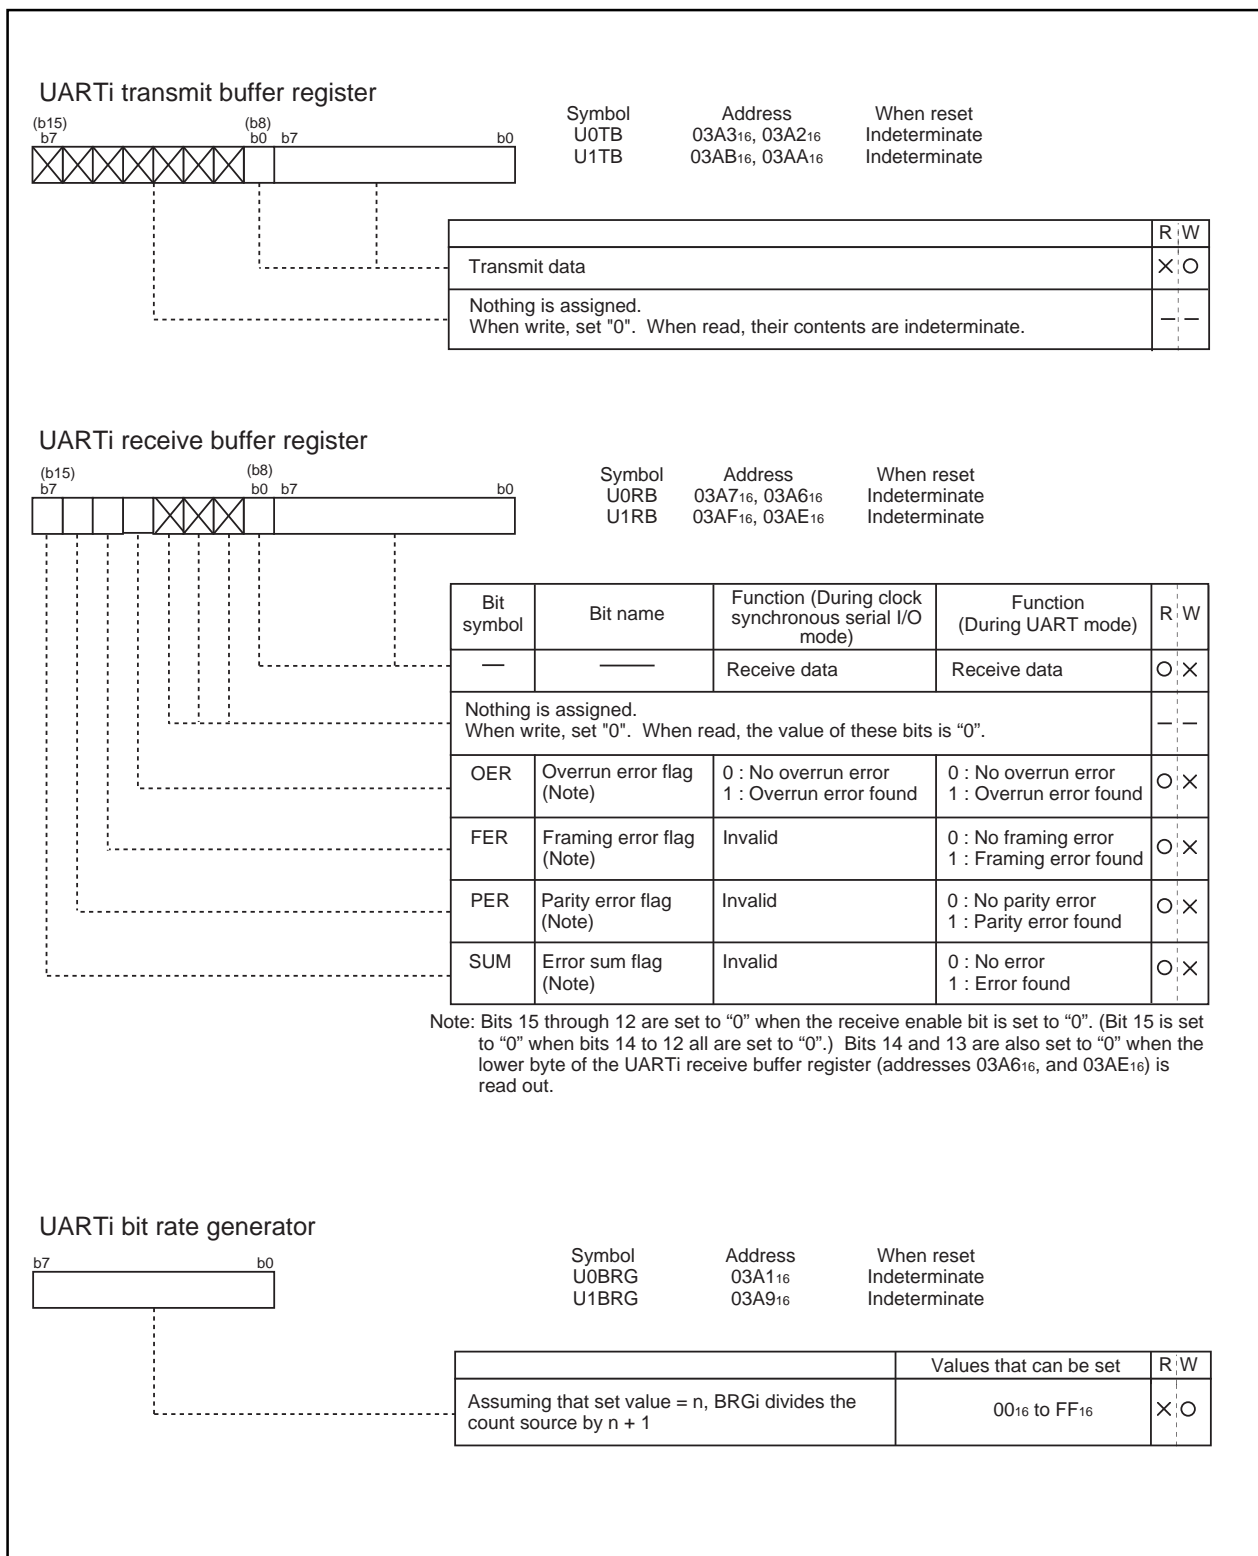 UARTi transmit buffer register
(b15) (b8)
b7 b0 b7 b0
Symbol Address When reset
U0TB 03A316, 03A216 Indeterminate
U1TB 03AB16, 03AA16 Indeterminate
R W
Transmit data X O
Nothing is assigned.
When write, set "0". When read, their contents are indeterminate. — —
UARTi receive buffer register
(b15) (b8)
b7 b0 b7 b0
Symbol Address When reset
U0RB 03A716, 03A616 Indeterminate
U1RB 03AF16, 03AE16 Indeterminate
Bit symbol Bit name Function (During clock synchronous serial I/O mode) Function (During UART mode) R W
— —— Receive data Receive data O X
Nothing is assigned.
When write, set "0". When read, the value of these bits is “0”. — —
OER Overrun error flag (Note) 0 : No overrun error 1 : Overrun error found 0 : No overrun error 1 : Overrun error found O X
FER Framing error flag (Note) Invalid 0 : No framing error 1 : Framing error found O X
PER Parity error flag (Note) Invalid 0 : No parity error 1 : Parity error found O X
SUM Error sum flag (Note) Invalid 0 : No error 1 : Error found O X
Note: Bits 15 through 12 are set to “0” when the receive enable bit is set to “0”. (Bit 15 is set
to “0” when bits 14 to 12 all are set to “0”.) Bits 14 and 13 are also set to “0” when the
lower byte of the UARTi receive buffer register (addresses 03A616, and 03AE16) is
read out.
UARTi bit rate generator
b7 b0
Symbol Address When reset
U0BRG 03A116 Indeterminate
U1BRG 03A916 Indeterminate
Values that can be set R W
Assuming that set value = n, BRGi divides the
count source by n + 1 0016 to FF16 X O